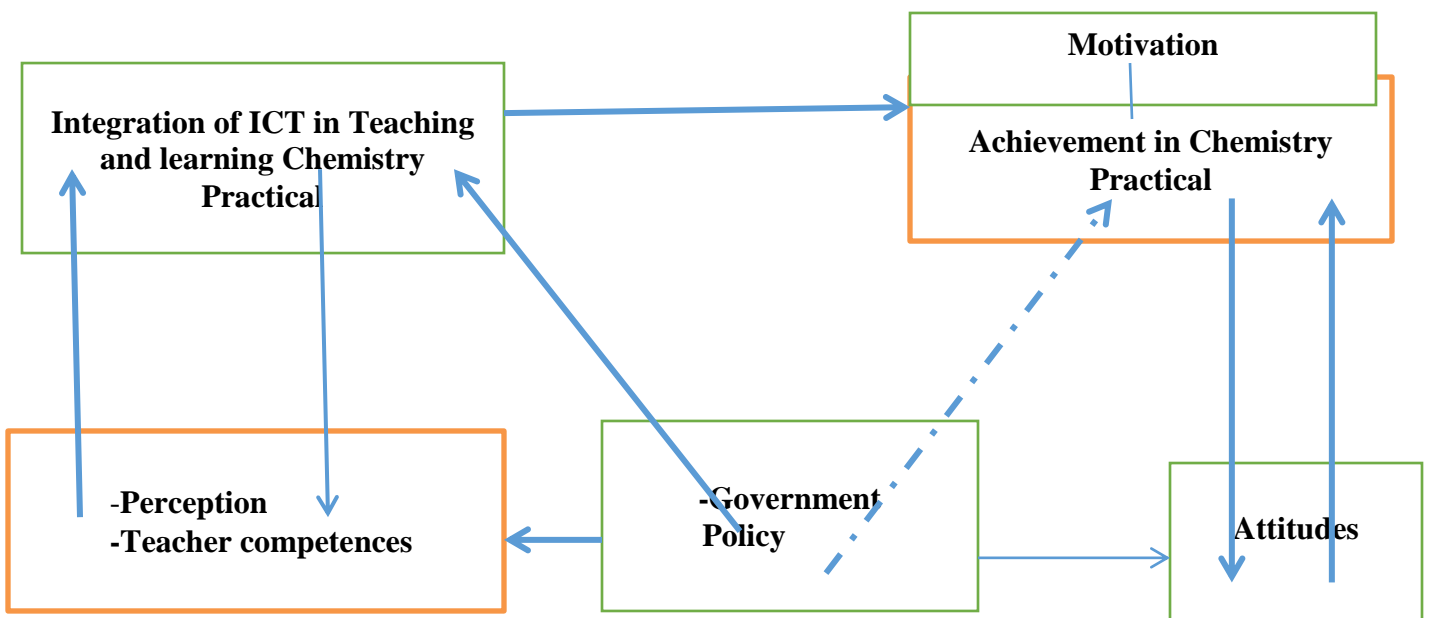 Motivation
Integration of ICT in Teaching
and learning Chemistry
Practical
Achievement in Chemistry
Practical
-Perception
-Teacher competences
-Government
Policy
Attitudes